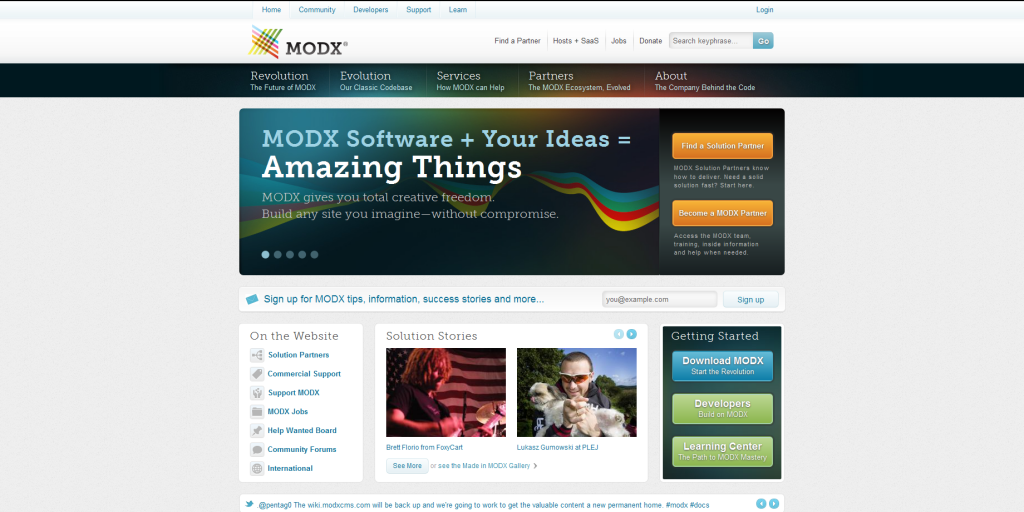 Home
Community
Developers
Support
Learn
Login
MODX®
Find a Partner
Hosts + SaaS
Jobs
Donate
Search keyphrase...
Go
Revolution
The Future of MODX
Evolution
Our Classic Codebase
Services
How MODX can Help
Partners
The MODX Ecosystem, Evolved
About
The Company Behind the Code
MODX Software + Your Ideas =
Amazing Things
MODX gives you total creative freedom.
Build any site you imagine—without compromise.
Find a Solution Partner
MODX Solution Partners know
how to deliver. Need a solid
solution fast? Start here.
Become a MODX Partner
Access the MODX team,
training, inside information
and help when needed.
Sign up for MODX tips, information, success stories and more...
you@example.com
Sign up
On the Website
Solution Partners
Commercial Support
Support MODX
MODX Jobs
Help Wanted Board
Community Forums
International
Solution Stories
Brett Florio from FoxyCart
Lukasz Gurnowski at PLEJ
See More or see the Made in MODX Gallery
Getting Started
Download MODX
Start the Revolution
Developers
Build on MODX
Learning Center
The Path to MODX Mastery
@pentag0 The wiki.modxcms.com will be back up and we're going to work to get the valuable content a new permanent home. #modx #docs